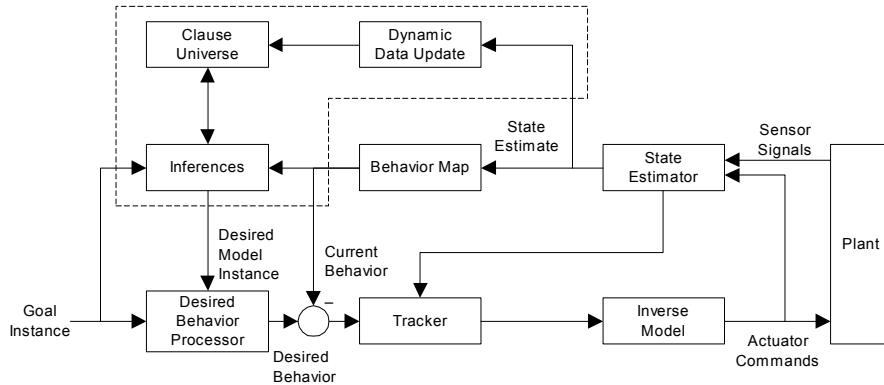 Clause
Universe
Dynamic
Data Update
State
Estimate
Sensor
Signals
Inferences
Behavior Map
State
Estimator
Plant
Desired
Model
Instance
Current
Behavior
Goal
Instance
Desired
Behavior
Processor
–
Tracker
Inverse
Model
Desired
Behavior
Actuator
Commands